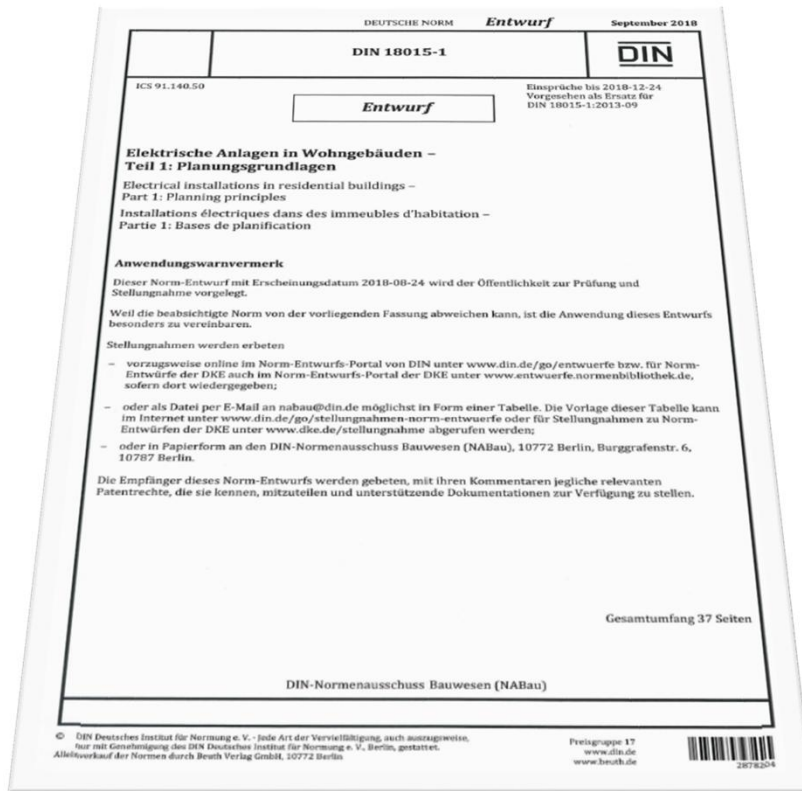 DEUTSCHE NORM Entwurf September 2018
DIN 18015-1 DIN
ICS 91.140.50
Einsprüche bis 2018-12-24
Vorgesehen als Ersatz für
DIN 18015-1:2013-09
Entwurf
Elektrische Anlagen in Wohngebäuden –
Teil 1: Planungsgrundlagen
Electrical installations in residential buildings –
Part 1: Planning principles
Installations électriques dans des immeubles d'habitation –
Partie 1: Bases de planification
Anwendungswarnvermerk
Dieser Norm-Entwurf mit Erscheinungsdatum 2018-08-24 wird der Öffentlichkeit zur Prüfung und
Stellungnahme vorgelegt.
Weil die beabsichtigte Norm von der vorliegenden Fassung abweichen kann, ist die Anwendung dieses Entwurfs
besonders zu vereinbaren.
Stellungnahmen werden erbeten
– vorzugsweise online im Norm-Entwurfs-Portal von DIN unter www.din.de/go/entwuerfe bzw. für Norm-
Entwürfe der DKE auch im Norm-Entwurfs-Portal der DKE unter www.entwuerfe.normenbibliothek.de,
sofern dort wiedergegeben;
– oder als Datei per E-Mail an nabau@din.de möglichst in Form einer Tabelle. Die Vorlage dieser Tabelle kann
im Internet unter www.din.de/go/stellungnahmen-norm-entwuerfe oder für Stellungnahmen zu Norm-
Entwürfen der DKE unter www.dke.de/stellungnahme abgerufen werden;
– oder in Papierform an den DIN-Normenausschuss Bauwesen (NABau), 10772 Berlin, Burggrafenstr. 6,
10787 Berlin.
Die Empfänger dieses Norm-Entwurfs werden gebeten, mit ihren Kommentaren jegliche relevanten
Patentrechte, die sie kennen, mitzuteilen und unterstützende Dokumentationen zur Verfügung zu stellen.
Gesamtumfang 37 Seiten
DIN-Normenausschuss Bauwesen (NABau)
© DIN Deutsches Institut für Normung e. V. - Jede Art der Vervielfältigung, auch auszugsweise,
nur mit Genehmigung des DIN Deutsches Institut für Normung e. V., Berlin, gestattet.
Alleinverkauf der Normen durch Beuth Verlag GmbH, 10772 Berlin
Preisgruppe 17
www.din.de
www.beuth.de
2878204